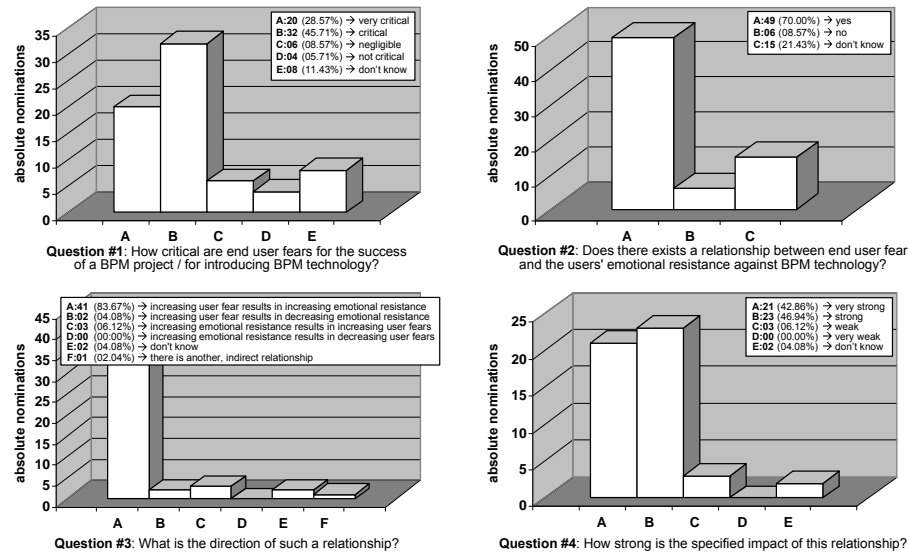 A:20 (28.57%) → very critical
B:32 (45.71%) → critical
C:06 (08.57%) → negligible
D:04 (05.71%) → not critical
E:08 (11.43%) → don't know
absolute nominations
35
30
25
20
15
10
5
0
A B C D E
Question #1: How critical are end user fears for the success
of a BPM project / for introducing BPM technology?
A:49 (70.00%) → yes
B:06 (08.57%) → no
C:15 (21.43%) → don't know
absolute nominations
50
40
30
20
10
0
A B C
Question #2: Does there exists a relationship between end user fear
and the users' emotional resistance against BPM technology?
A:41 (83.67%) → increasing user fear results in increasing emotional resistance
B:02 (04.08%) → increasing user fear results in decreasing emotional resistance
C:03 (06.12%) → increasing emotional resistance results in increasing user fears
D:00 (00.00%) → increasing emotional resistance results in decreasing user fears
E:02 (04.08%) → don't know
F:01 (02.04%) → there is another, indirect relationship
absolute nominations
45
40
35
30
25
20
15
10
5
0
A B C D E F
Question #3: What is the direction of such a relationship?
A:21 (42.86%) → very strong
B:23 (46.94%) → strong
C:03 (06.12%) → weak
D:00 (00.00%) → very weak
E:02 (04.08%) → don't know
absolute nominations
25
20
15
10
5
0
A B C D E
Question #4: How strong is the specified impact of this relationship?